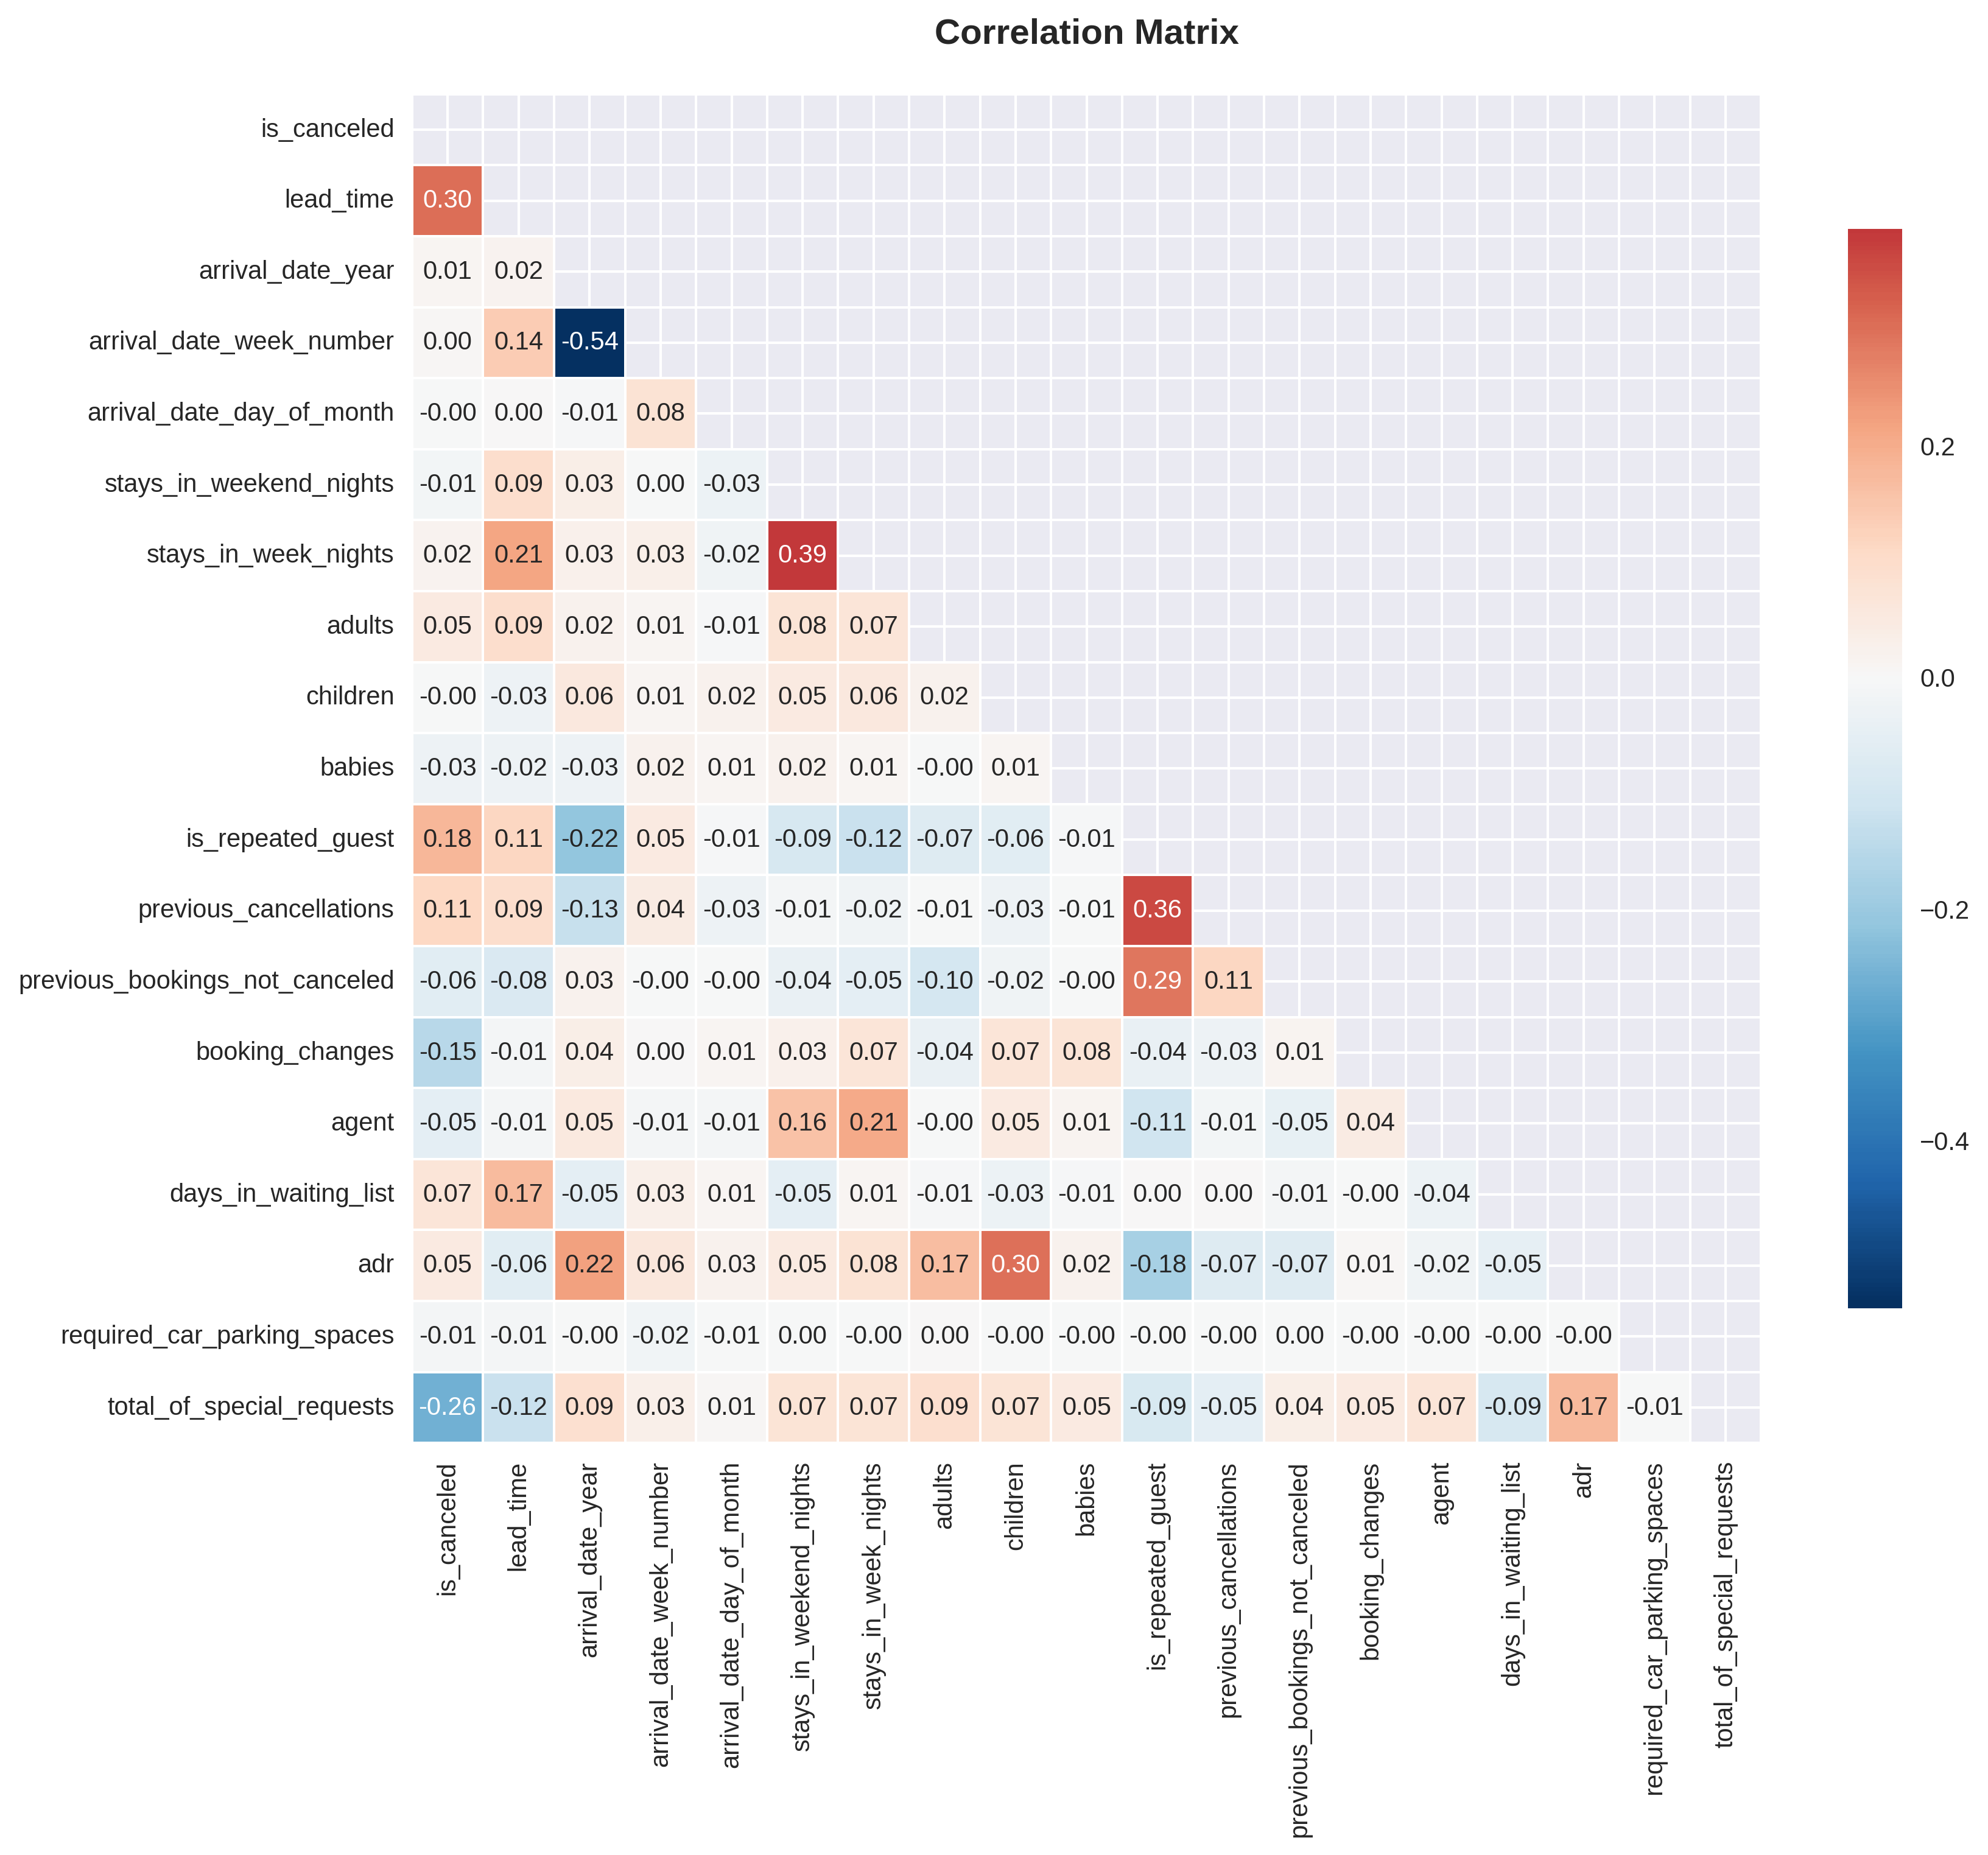 Correlation Matrix
is_canceled
lead_time 0.30
arrival_date_year 0.01 0.02
arrival_date_week_number 0.00 0.14 -0.54
arrival_date_day_of_month -0.00 0.00 -0.01 0.08
stays_in_weekend_nights -0.01 0.09 0.03 0.00 -0.03
stays_in_week_nights 0.02 0.21 0.03 0.03 -0.02 0.39
adults 0.05 0.09 0.02 0.01 -0.01 0.08 0.07
children -0.00 -0.03 0.06 0.01 0.02 0.05 0.06 0.02
babies -0.03 -0.02 -0.03 0.02 0.01 0.02 0.01 -0.00 0.01
is_repeated_guest 0.18 0.11 -0.22 0.05 -0.01 -0.09 -0.12 -0.07 -0.06 -0.01
previous_cancellations 0.11 0.09 -0.13 0.04 -0.03 -0.01 -0.02 -0.01 -0.03 -0.01 0.36
previous_bookings_not_canceled -0.06 -0.08 0.03 -0.00 -0.00 -0.04 -0.05 -0.10 -0.02 -0.00 0.29 0.11
booking_changes -0.15 -0.01 0.04 0.00 0.01 0.03 0.07 -0.04 0.07 0.08 -0.04 -0.03 0.01
agent -0.05 -0.01 0.05 -0.01 -0.01 0.16 0.21 -0.00 0.05 0.01 -0.11 -0.01 -0.05 0.04
days_in_waiting_list 0.07 0.17 -0.05 0.03 0.01 -0.05 0.01 -0.01 -0.03 -0.01 0.00 0.00 -0.01 -0.00 -0.04
adr 0.05 -0.06 0.22 0.06 0.03 0.05 0.08 0.17 0.30 0.02 -0.18 -0.07 -0.07 0.01 -0.02 -0.05
required_car_parking_spaces -0.01 -0.01 -0.00 -0.02 -0.01 0.00 -0.00 0.00 -0.00 -0.00 -0.00 -0.00 0.00 -0.00 -0.00 -0.00 -0.00
total_of_special_requests -0.26 -0.12 0.09 0.03 0.01 0.07 0.07 0.09 0.07 0.05 -0.09 -0.05 0.04 0.05 0.07 -0.09 0.17 -0.01
is_canceled
lead_time
arrival_date_year
arrival_date_week_number
arrival_date_day_of_month
stays_in_weekend_nights
stays_in_week_nights
adults
children
babies
is_repeated_guest
previous_cancellations
previous_bookings_not_canceled
booking_changes
agent
days_in_waiting_list
adr
required_car_parking_spaces
total_of_special_requests
0.2
0.0
−0.2
−0.4